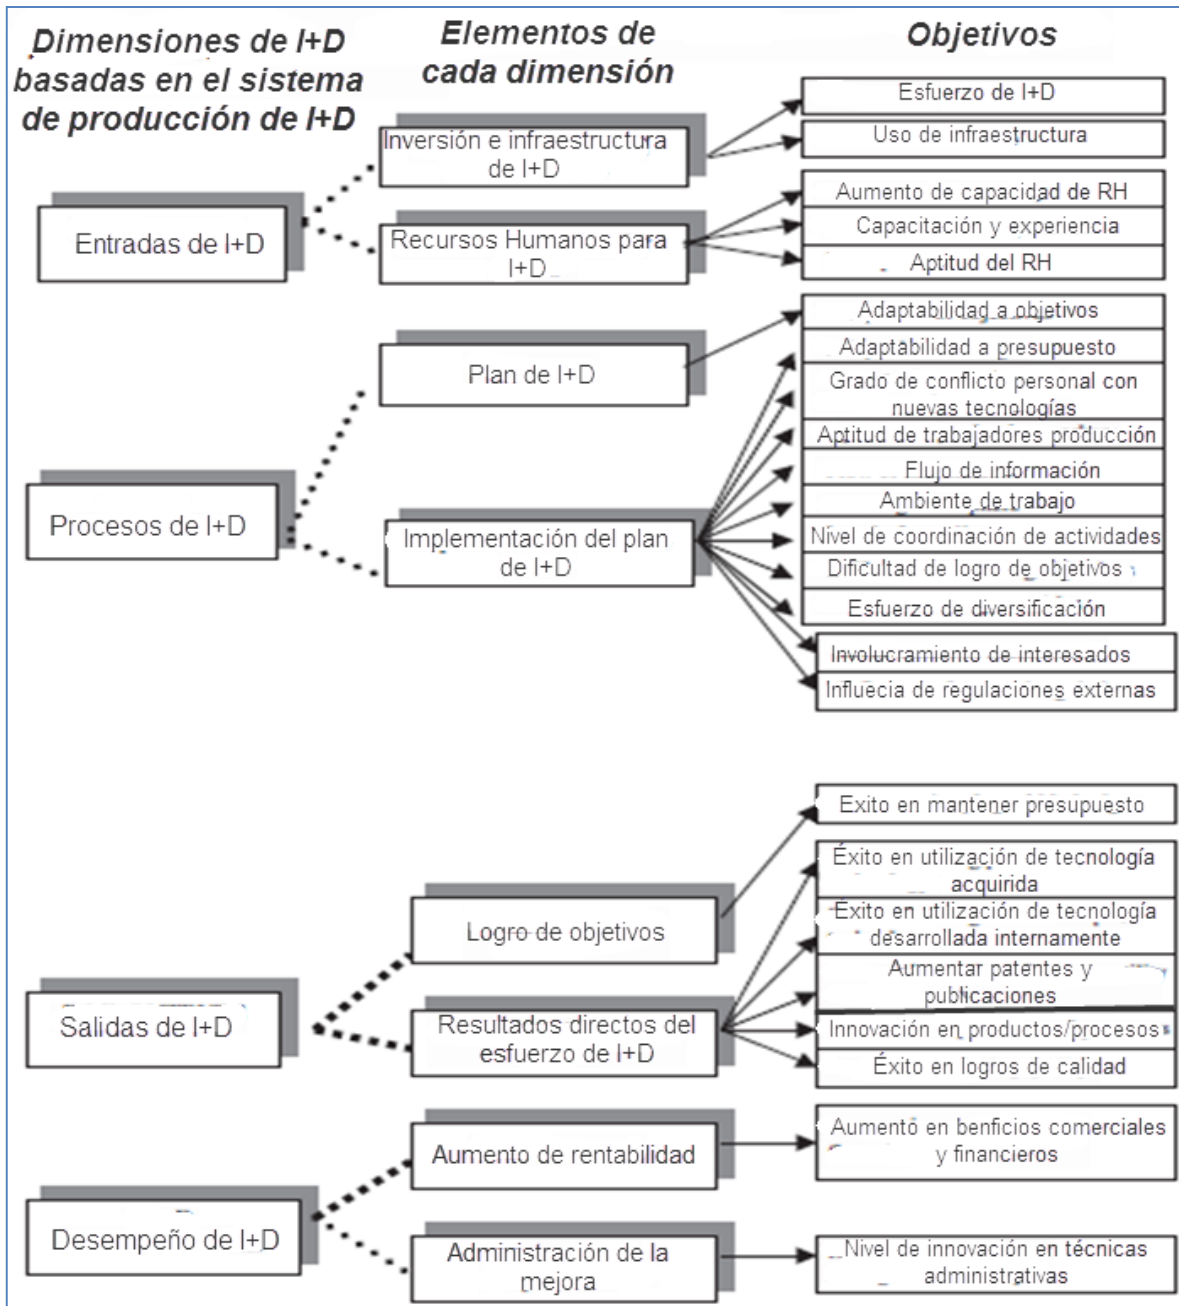 Dimensiones de I+D
basadas en el sistema
de producción de I+D
Elementos de
cada dimensión
Objetivos
Entradas de I+D
Inversión e infraestructura
de I+D
Esfuerzo de I+D
Uso de infraestructura
Recursos Humanos para
I+D
Aumento de capacidad de RH
Capacitación y experiencia
Aptitud del RH
Procesos de I+D
Plan de I+D
Adaptabilidad a objetivos
Implementación del plan
de I+D
Adaptabilidad a presupuesto
Grado de conflicto personal con
nuevas tecnologías
Aptitud de trabajadores producción
Flujo de información
Ambiente de trabajo
Nivel de coordinación de actividades
Dificultad de logro de objetivos
Esfuerzo de diversificación
Involucramiento de interesados
Influecia de regulaciones externas
Salidas de I+D
Logro de objetivos
Exito en mantener presupuesto
Resultados directos del
esfuerzo de I+D
Éxito en utilización de tecnología
acquirida
Éxito en utilización de tecnología
desarrollada internamente
Aumentar patentes y
publicaciones
Innovación en productos/procesos
Éxito en logros de calidad
Desempeño de I+D
Aumento de rentabilidad
Aumentó en benficios comerciales
y financieros
Administración de la
mejora
Nivel de innovación en técnicas
administrativas